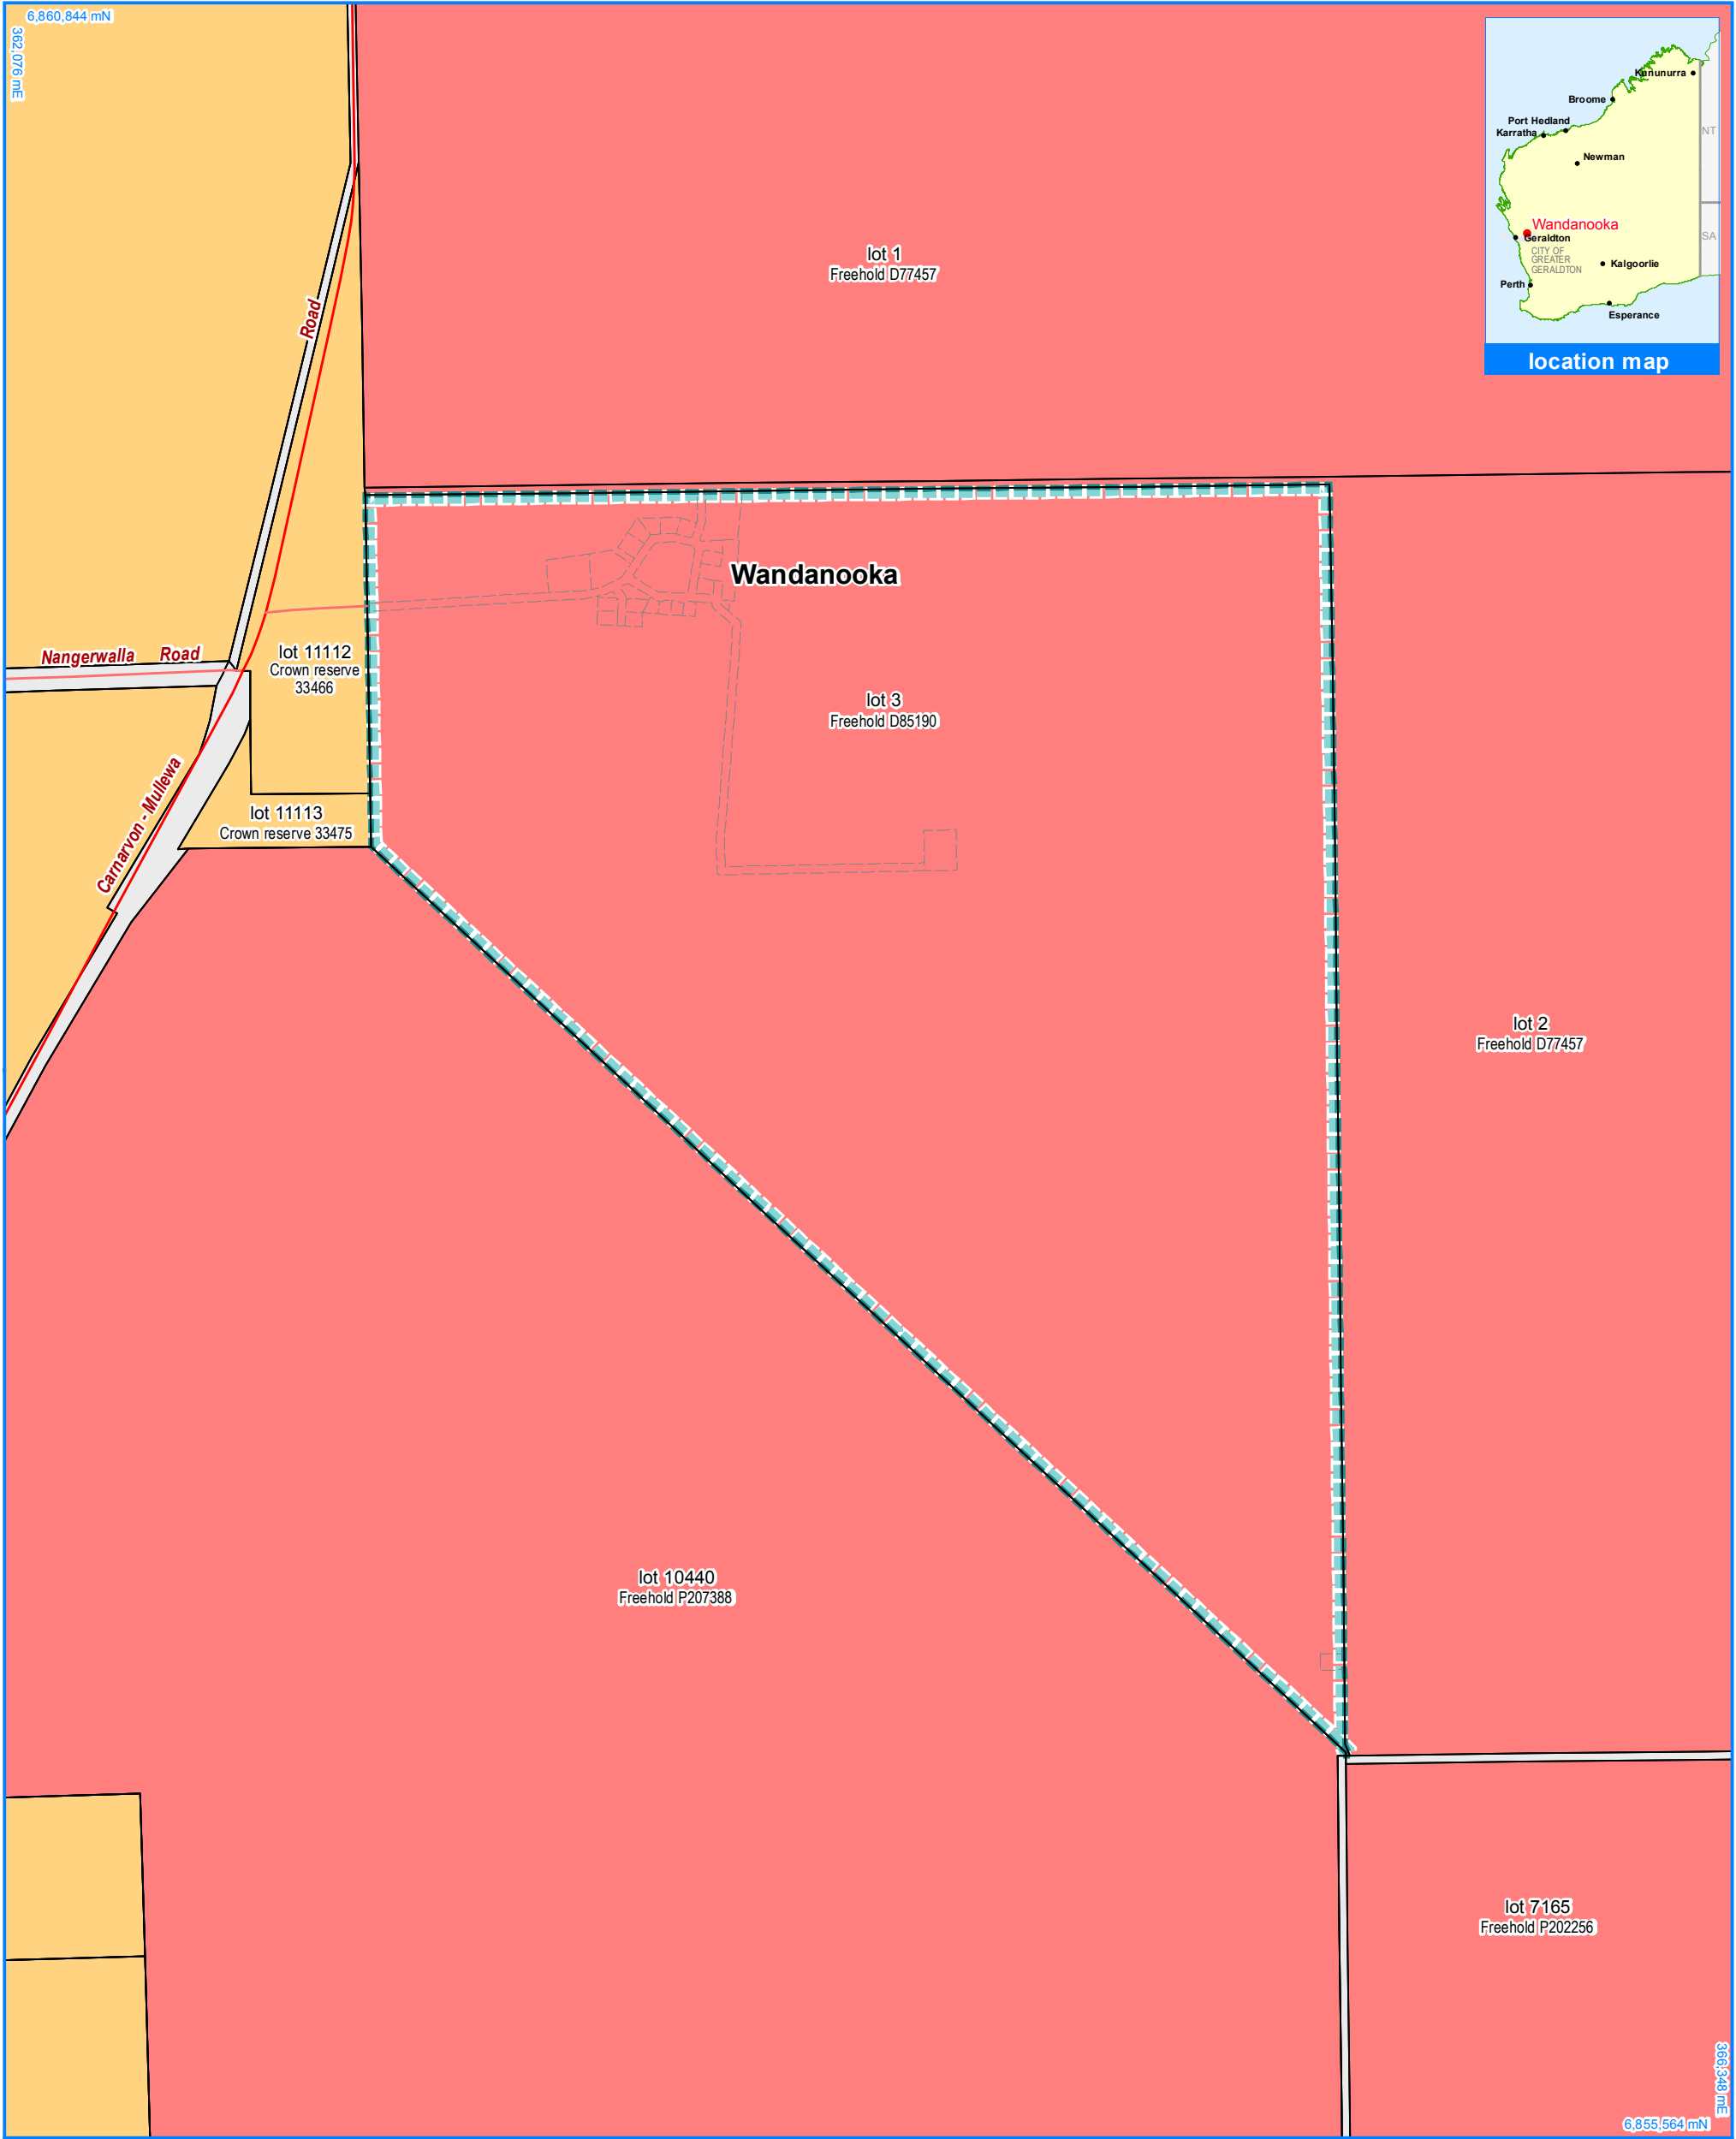 6,860,844 mN
362,076 mE
Kununurra
Broome
Port Hedland
Karratha
NT
Newman
Wandanooka
Geraldton
SA
CITY OF
GREATER
GERALDTON
Kalgoorlie
Perth
Esperance
location map
lot 1
Freehold D77457
Road
Wandanooka
Nangerwalla Road
lot 11112
Crown reserve
33466
lot 3
Freehold D85190
Carnarvon - Mullewa
lot 11113
Crown reserve 33475
lot 2
Freehold D77457
lot 10440
Freehold P207388
lot 7165
Freehold P202256
366,348 mE
6,855,564 mN